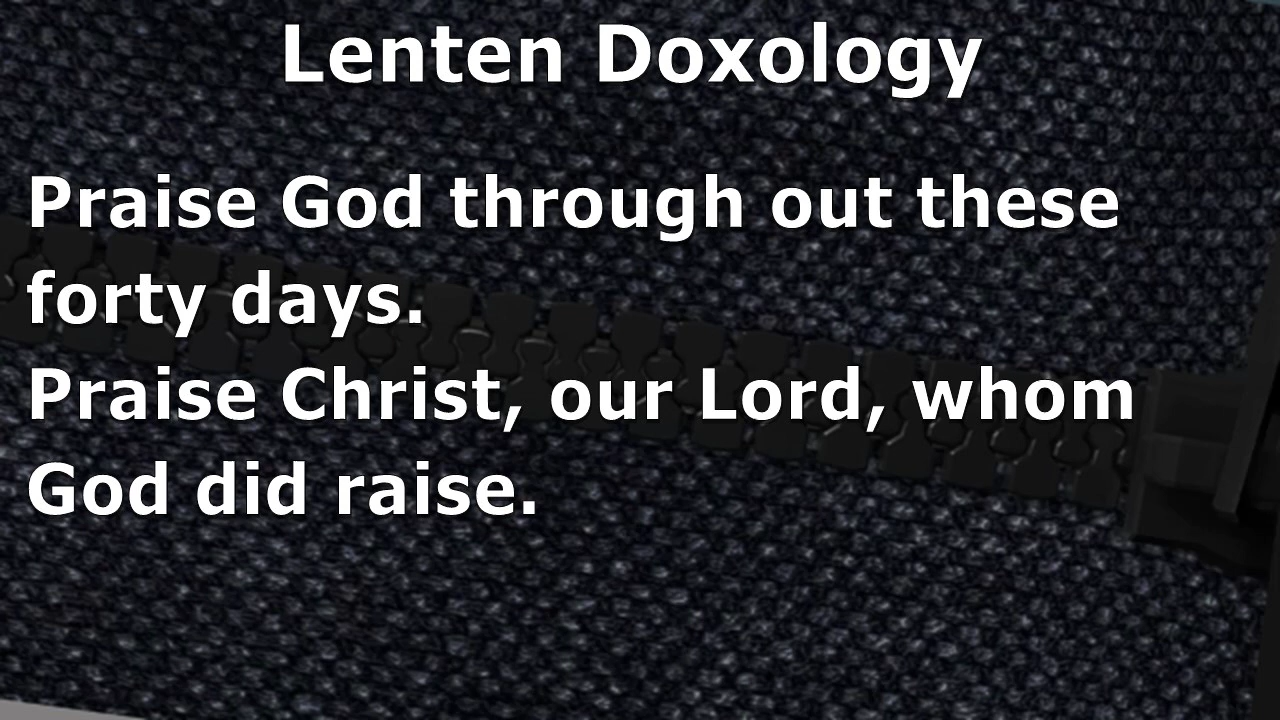 Lenten Doxology
Praise God through out these
forty days.
Praise Christ, our Lord, whom
God did raise.